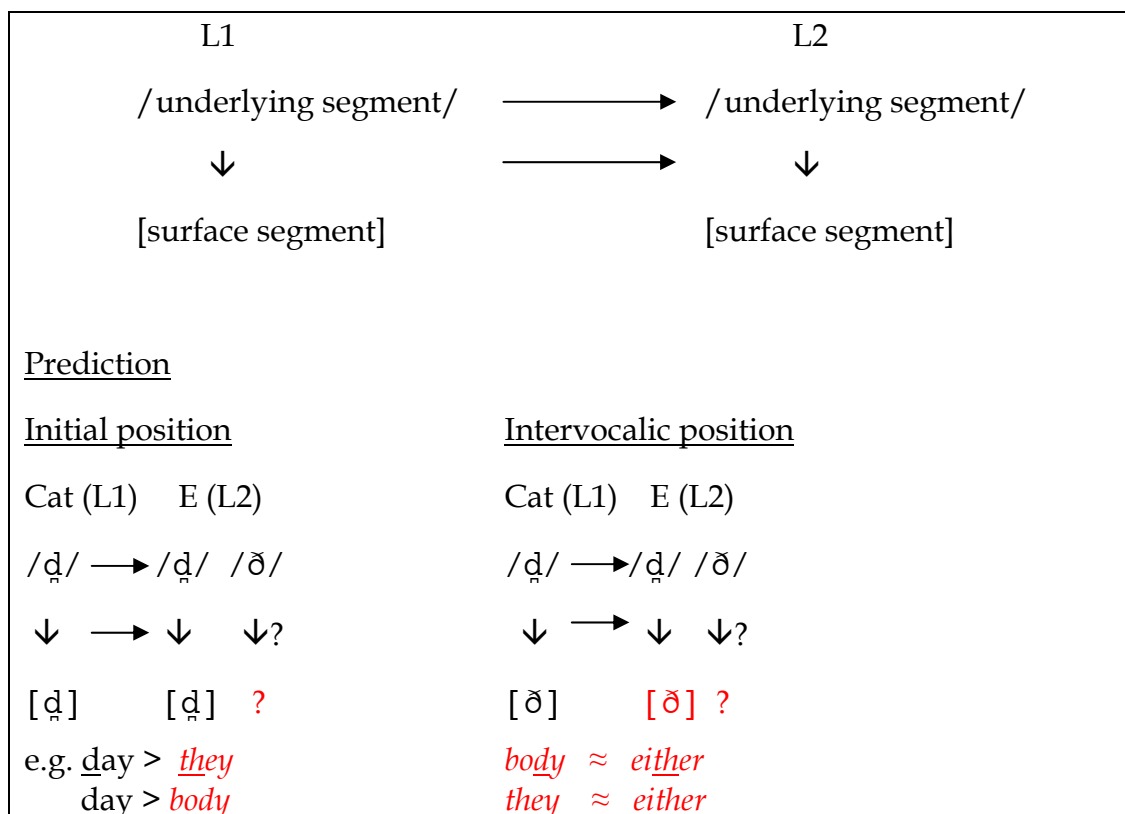 L1 L2
/underlying segment/ ⟶ /underlying segment/
↓ ⟶ ↓
[surface segment] [surface segment]
Prediction
Initial position Intervocalic position
Cat (L1) E (L2) Cat (L1) E (L2)
/d̪/ ⟶ /d̪/ /ð/ /d̪/ ⟶ /d̪/ /ð/
↓ ⟶ ↓ ↓? ↓ ⟶ ↓ ↓?
[d̪] [d̪] ? [ð] [ð] ?
e.g. day > they body ≈ either
day > body they ≈ either